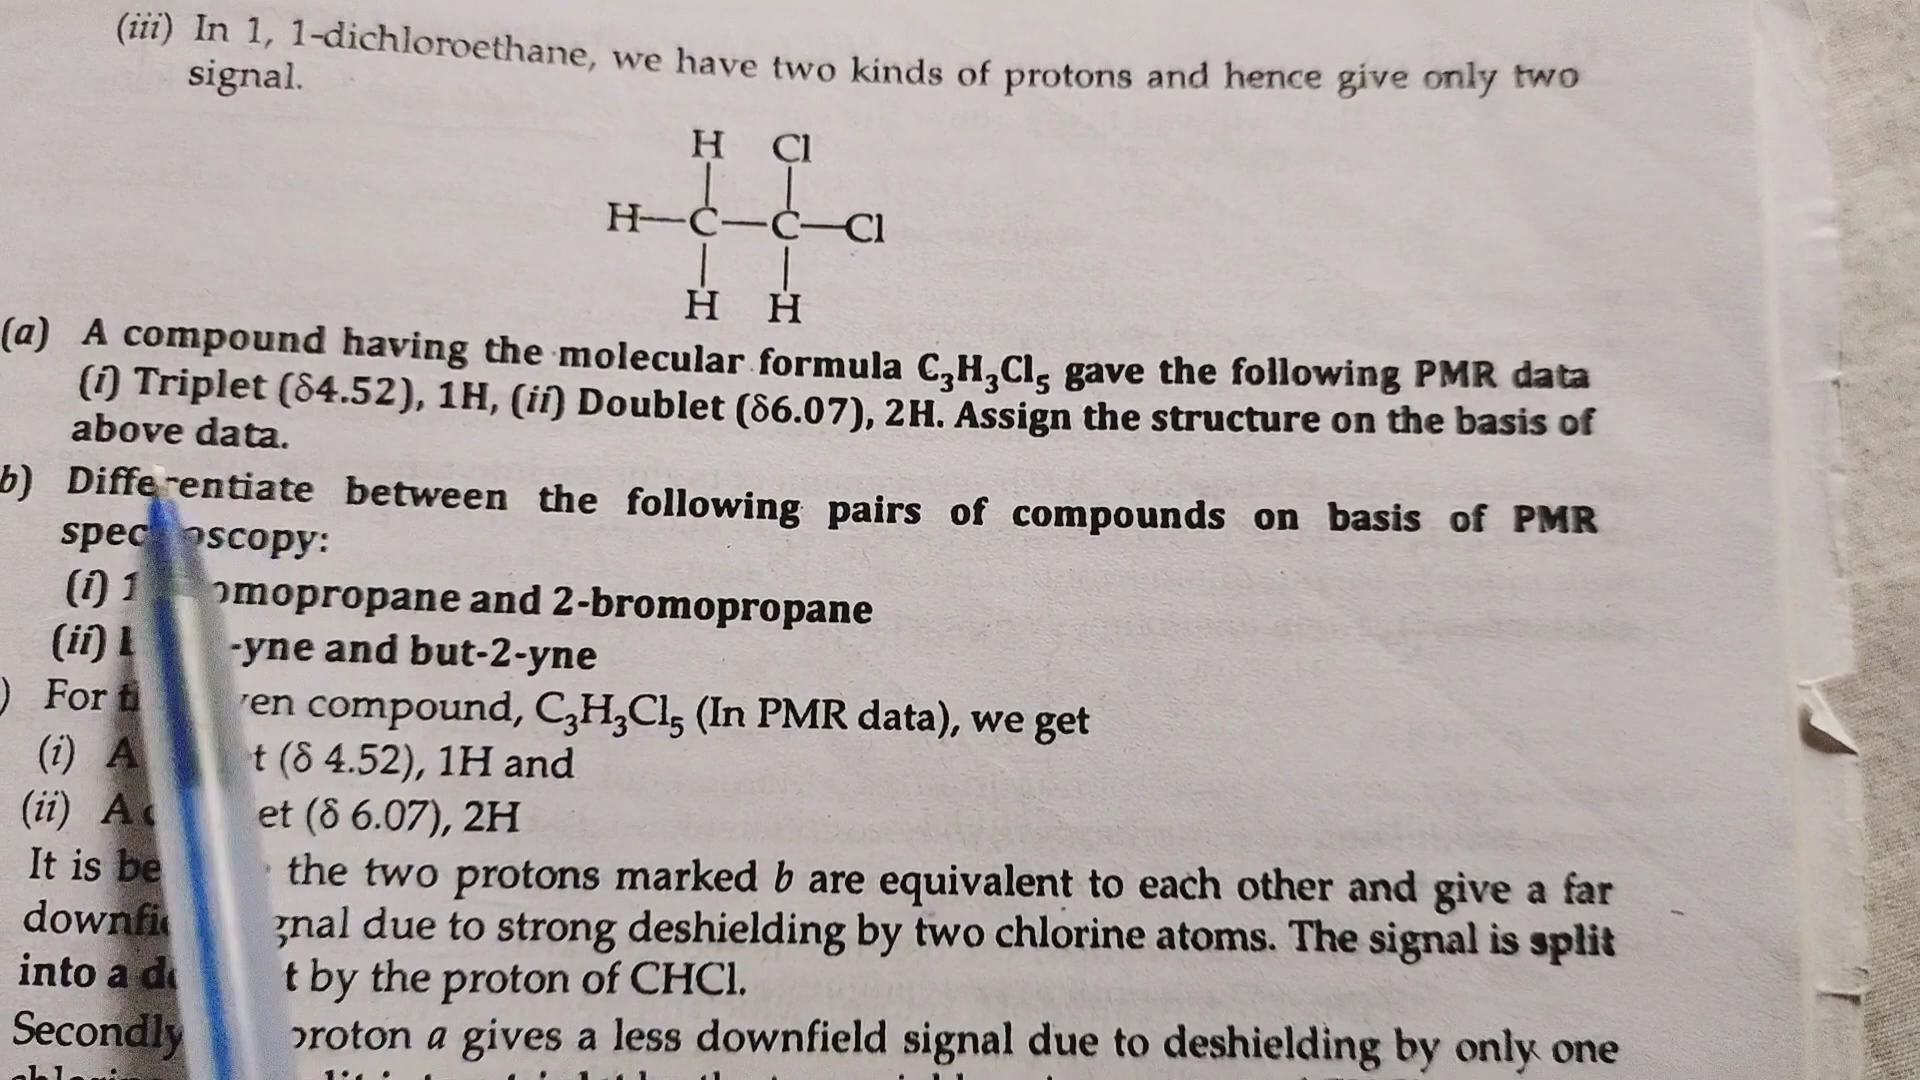 (iii) In 1, 1-dichloroethane, we have two kinds of protons and hence give only two
signal.
H Cl
H—C—C—Cl
H H
(a) A compound having the molecular formula C₃H₃Cl₅ gave the following PMR data
(i) Triplet (δ4.52), 1H, (ii) Doublet (δ6.07), 2H. Assign the structure on the basis of
above data.
b) Differentiate between the following pairs of compounds on basis of PMR
spec oscopy:
(i) 1 omopropane and 2-bromopropane
(ii) -yne and but-2-yne
) For en compound, C₃H₃Cl₅ (In PMR data), we get
(i) A t (δ 4.52), 1H and
(ii) A et (δ 6.07), 2H
It is be the two protons marked b are equivalent to each other and give a far
downfi gnal due to strong deshielding by two chlorine atoms. The signal is split
into a d t by the proton of CHCl.
Secondly proton a gives a less downfield signal due to deshielding by only one